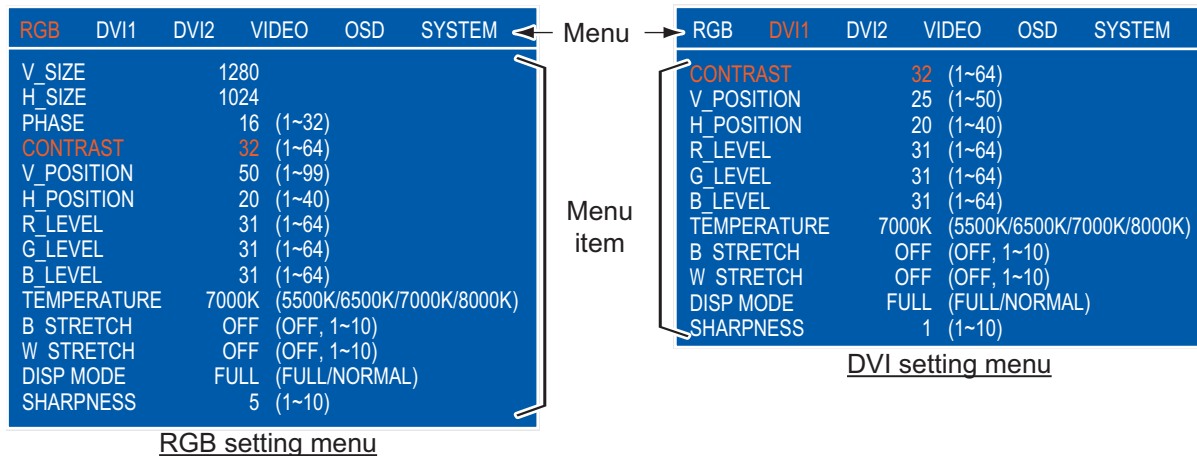 RGB DVI1 DVI2 VIDEO OSD SYSTEM
V_SIZE 1280
H_SIZE 1024
PHASE 16 (1~32)
CONTRAST 32 (1~64)
V_POSITION 50 (1~99)
H_POSITION 20 (1~40)
R_LEVEL 31 (1~64)
G_LEVEL 31 (1~64)
B_LEVEL 31 (1~64)
TEMPERATURE 7000K (5500K/6500K/7000K/8000K)
B STRETCH OFF (OFF, 1~10)
W STRETCH OFF (OFF, 1~10)
DISP MODE FULL (FULL/NORMAL)
SHARPNESS 5 (1~10)
RGB setting menu
Menu
Menu
item
RGB DVI1 DVI2 VIDEO OSD SYSTEM
CONTRAST 32 (1~64)
V_POSITION 25 (1~50)
H_POSITION 20 (1~40)
R_LEVEL 31 (1~64)
G_LEVEL 31 (1~64)
B_LEVEL 31 (1~64)
TEMPERATURE 7000K (5500K/6500K/7000K/8000K)
B STRETCH OFF (OFF, 1~10)
W STRETCH OFF (OFF, 1~10)
DISP MODE FULL (FULL/NORMAL)
SHARPNESS 1 (1~10)
DVI setting menu